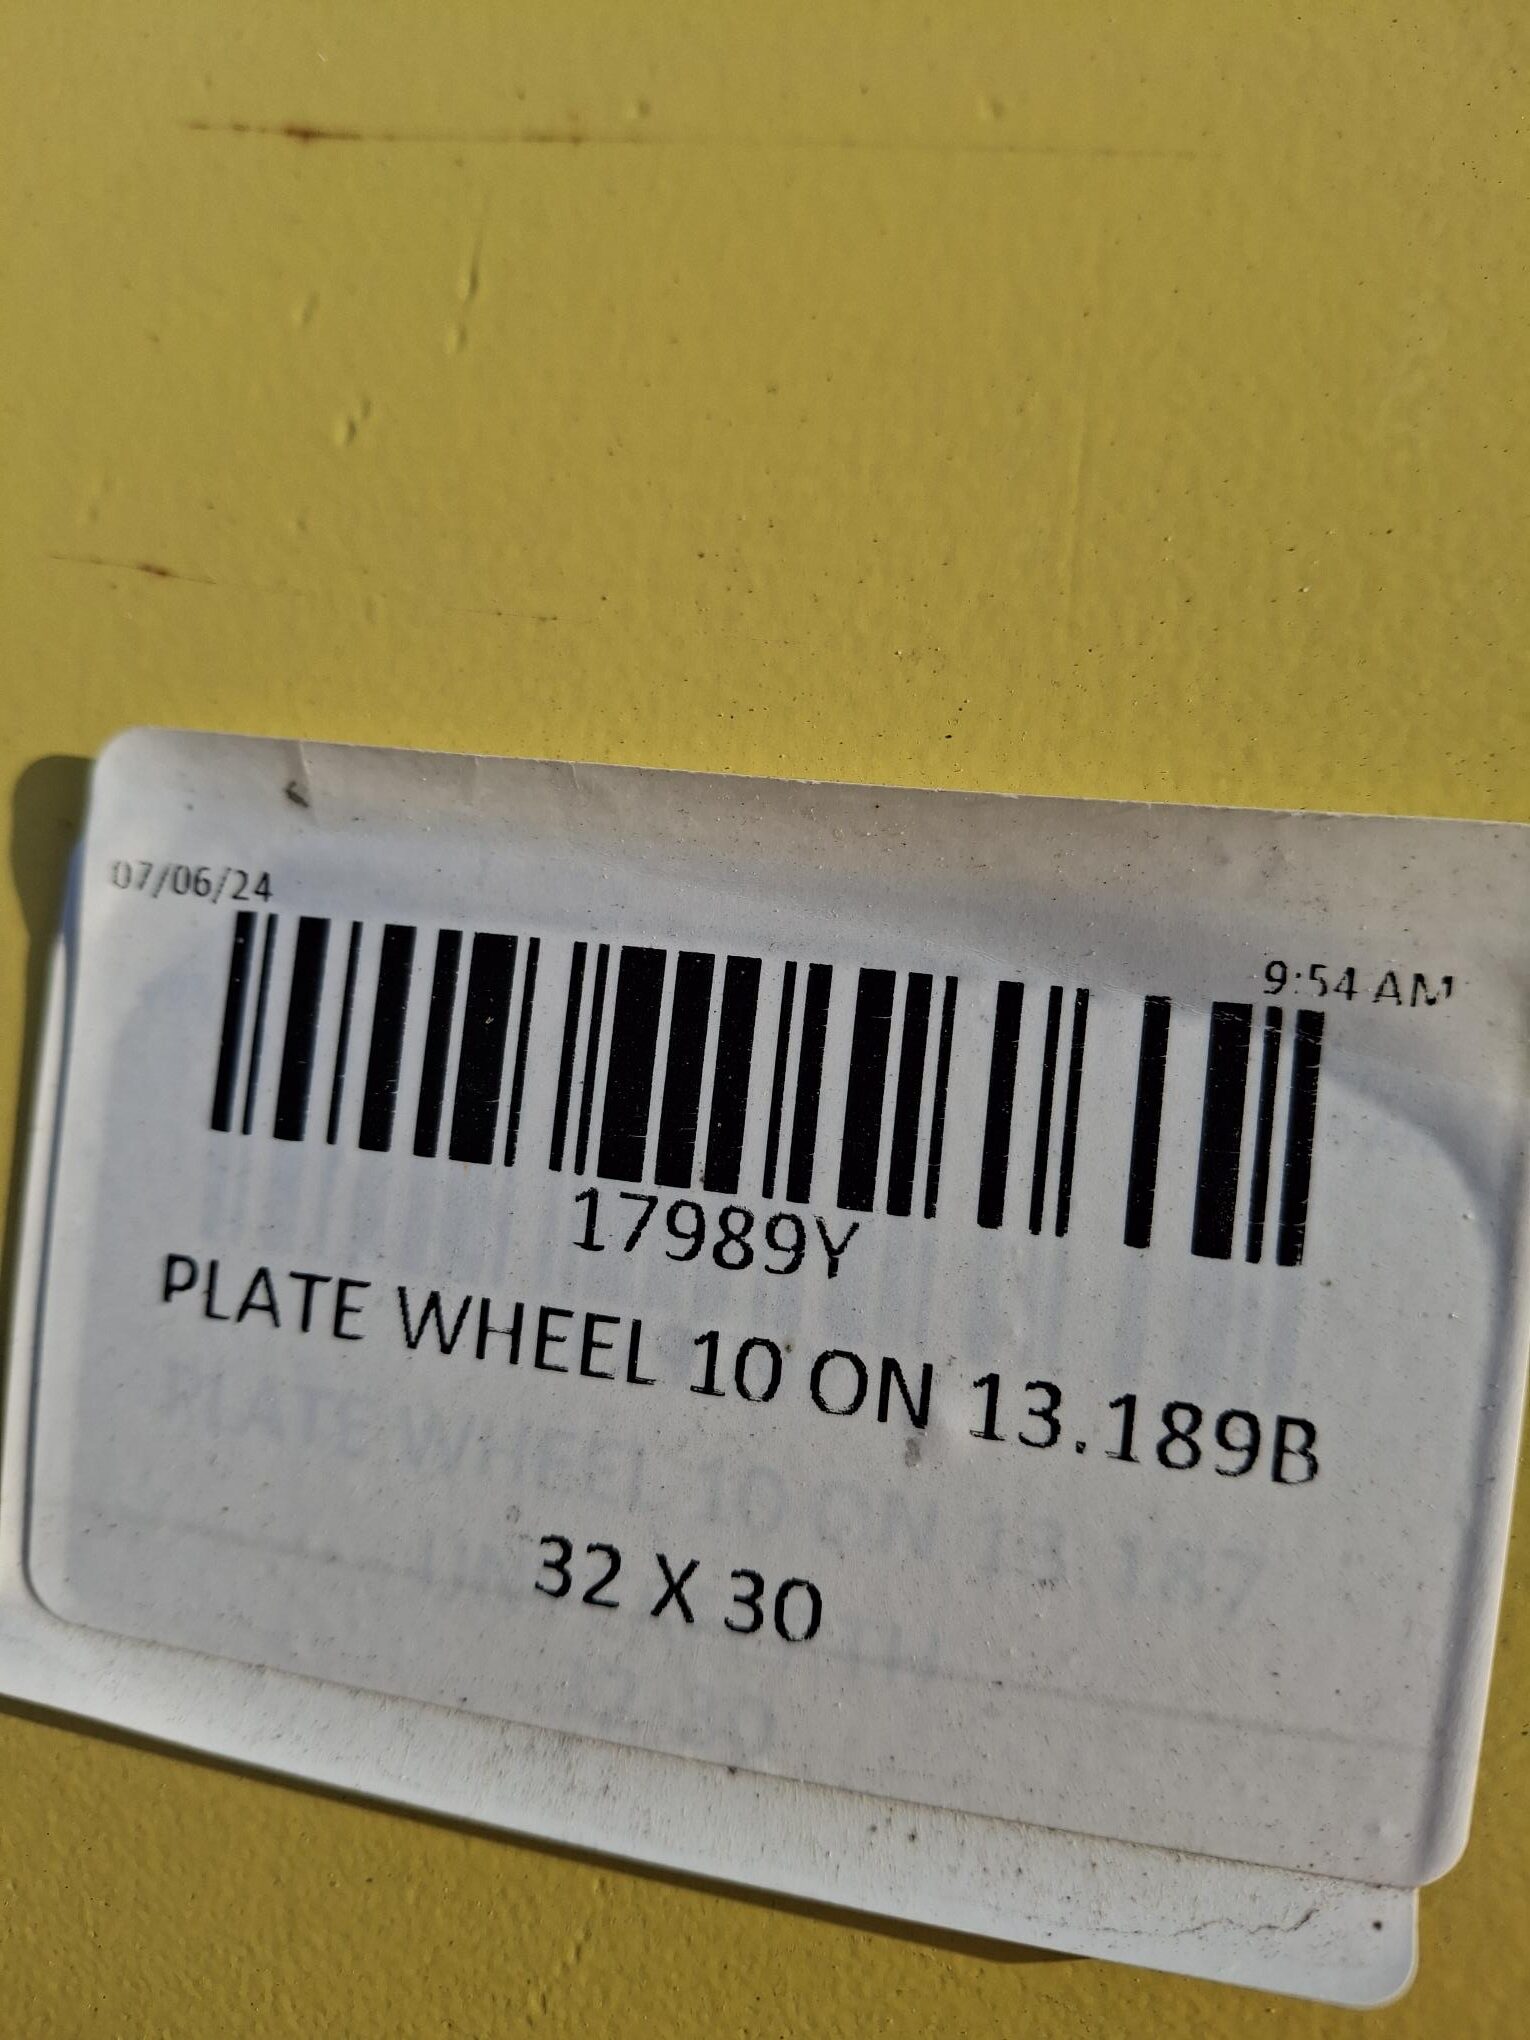 07/06/24
9:54 AM
17989Y
PLATE WHEEL 10 ON 13.189B
32 X 30